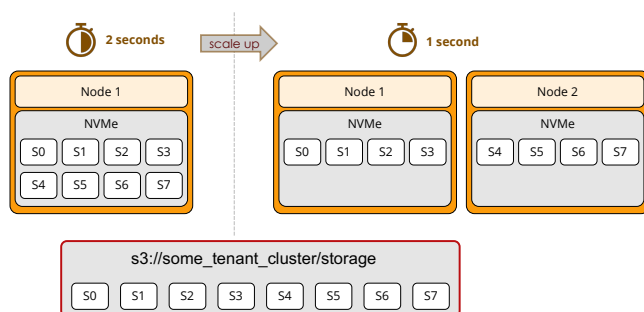 2 seconds
scale up
1 second
Node 1
NVMe
S0 S1 S2 S3
S4 S5 S6 S7
Node 1
NVMe
S0 S1 S2 S3
Node 2
NVMe
S4 S5 S6 S7
s3://some_tenant_cluster/storage
S0 S1 S2 S3 S4 S5 S6 S7